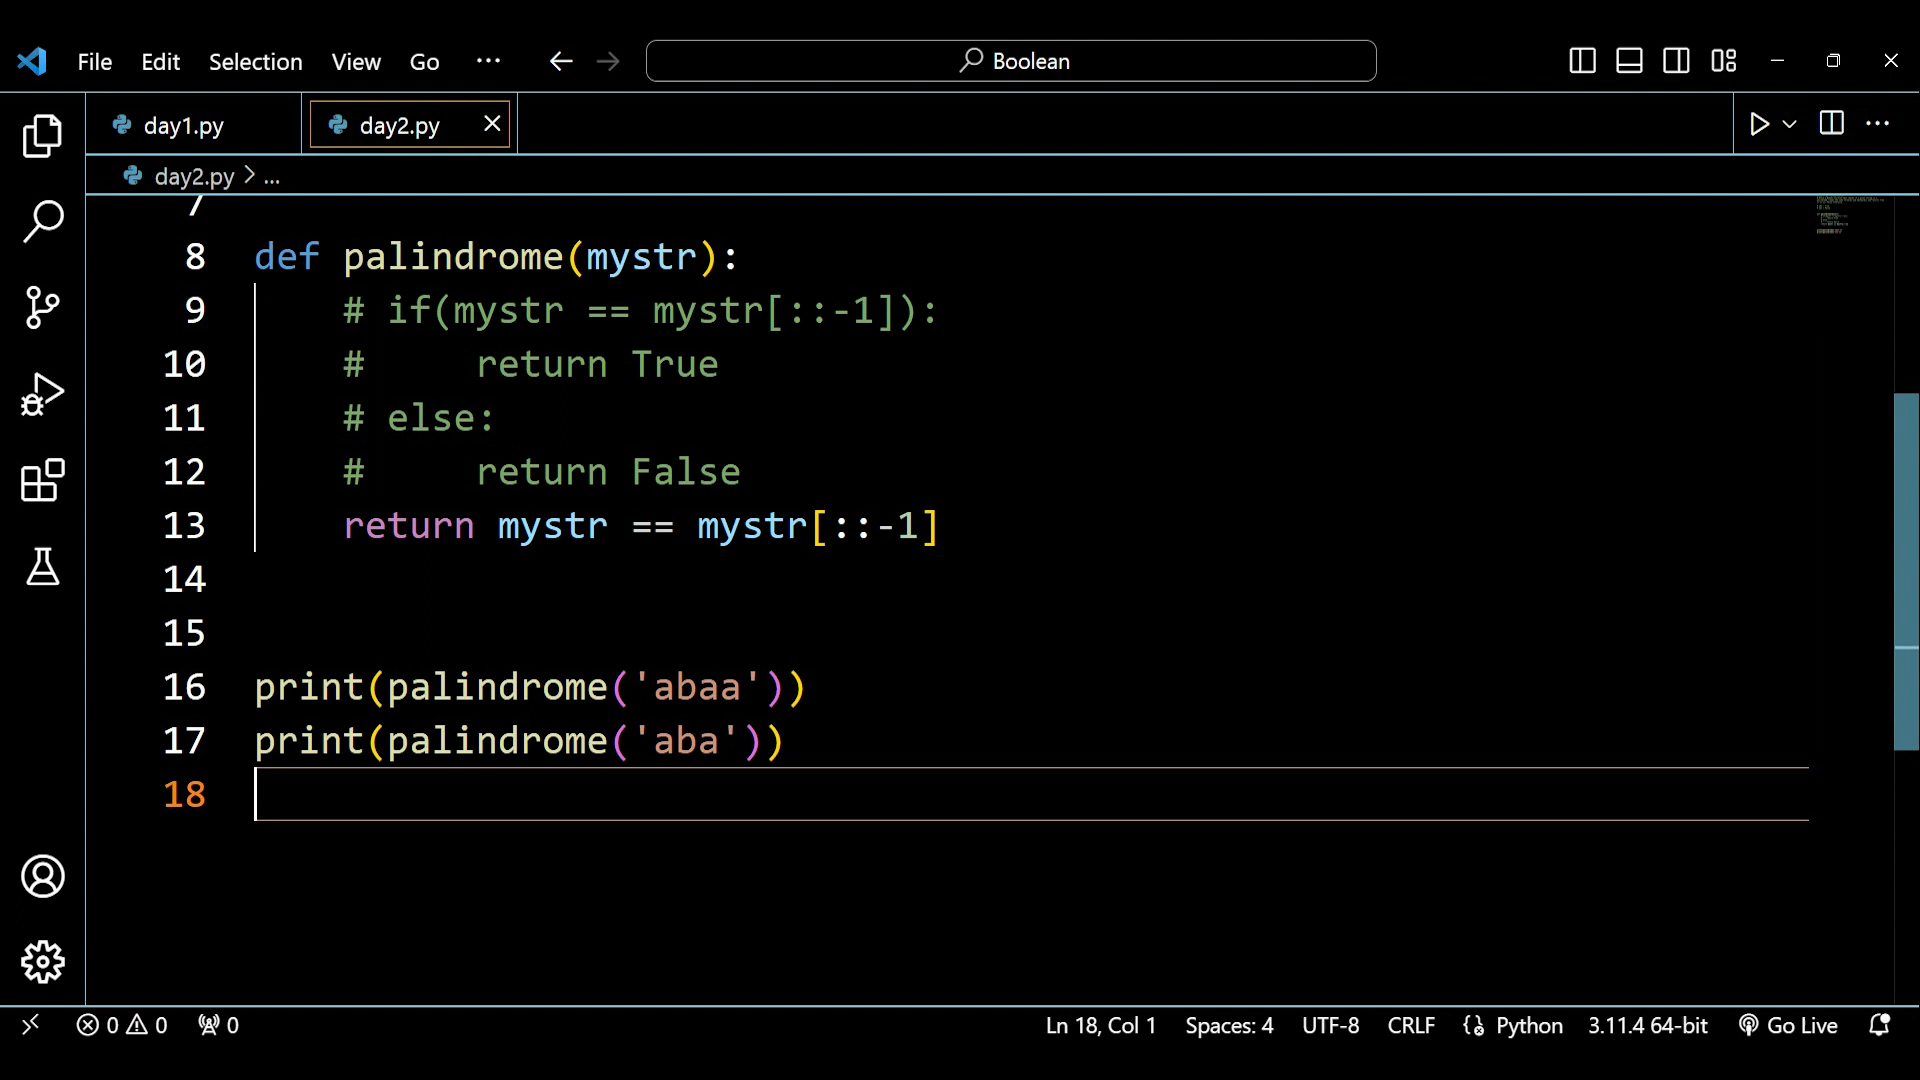 File Edit Selection View Go ··· Boolean
day1.py day2.py
day2.py > ...
7
8 def palindrome(mystr):
9     # if(mystr == mystr[::-1]):
10     #     return True
11     # else:
12     #     return False
13     return mystr == mystr[::-1]
14
15
16 print(palindrome('abaa'))
17 print(palindrome('aba'))
18
0 0 0 Ln 18, Col 1 Spaces: 4 UTF-8 CRLF Python 3.11.4 64-bit Go Live